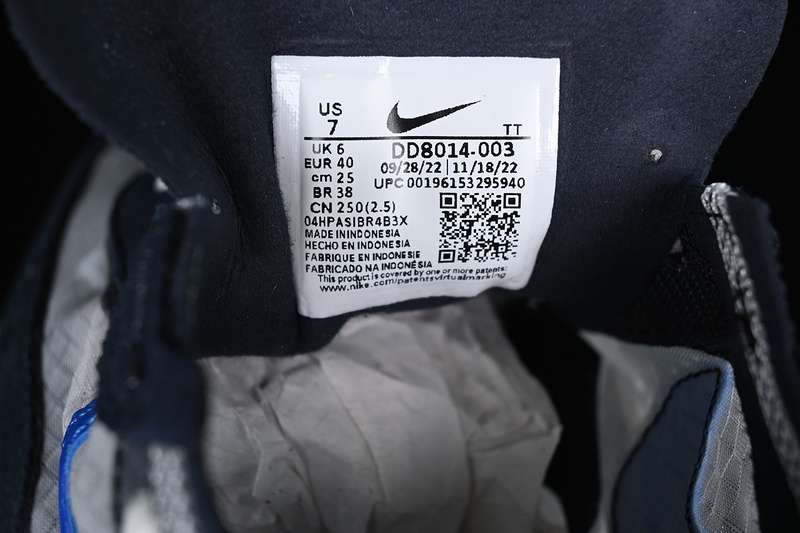 US
7
TT
UK 6
EUR 40
cm 25
BR 38
CN 250(2.5)
DD8014-003
09/28/22 | 11/18/22
UPC 00196153295940
04HPASIBR4B3X
MADE IN INDONESIA
HECHO EN INDONESIA
FABRIQUE EN INDONESIE
FABRICADO NA INDONÉSIA
This product is covered by one or more patents:
www.nike.com/patentsvirtualmarking